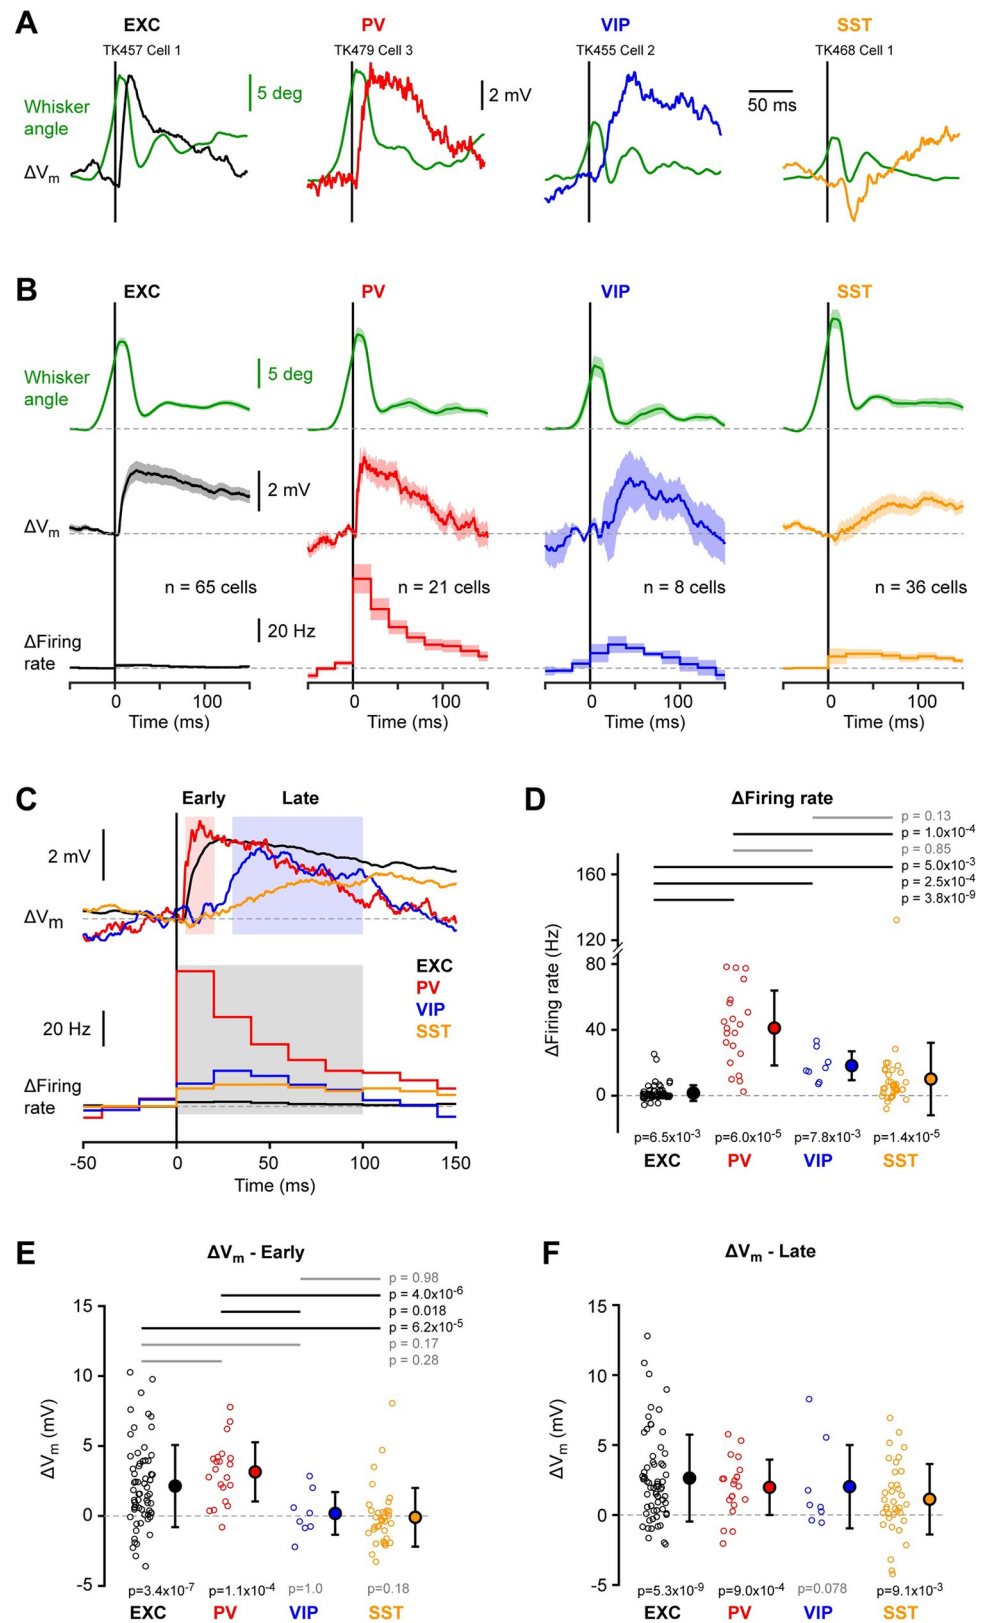 A
EXC
PV
VIP
SST
TK457 Cell 1
TK479 Cell 3
TK455 Cell 2
TK468 Cell 1
5 deg
2 mV
50 ms
Whisker
angle
ΔVm
B
EXC
PV
VIP
SST
Whisker
angle
5 deg
2 mV
ΔVm
n = 65 cells
n = 21 cells
n = 8 cells
n = 36 cells
20 Hz
ΔFiring
rate
0 100
0 100
0 100
0 100
Time (ms)
Time (ms)
Time (ms)
Time (ms)
C
Early
Late
2 mV
ΔVm
EXC
PV
VIP
SST
20 Hz
ΔFiring
rate
-50 0 50 100 150
Time (ms)
D
ΔFiring rate
p = 0.13
p = 1.0x10-4
p = 0.85
p = 5.0x10-3
p = 2.5x10-4
p = 3.8x10-9
160
120
80
40
0
ΔFiring rate (Hz)
p=6.5x10-3
p=6.0x10-5
p=7.8x10-3
p=1.4x10-5
EXC
PV
VIP
SST
E
ΔVm - Early
p = 0.98
p = 4.0x10-6
p = 0.018
p = 6.2x10-5
p = 0.17
p = 0.28
15
10
5
0
-5
ΔVm (mV)
p=3.4x10-7
p=1.1x10-4
p=1.0
p=0.18
EXC
PV
VIP
SST
F
ΔVm - Late
15
10
5
0
-5
ΔVm (mV)
p=5.3x10-9
p=9.0x10-4
p=0.078
p=9.1x10-3
EXC
PV
VIP
SST